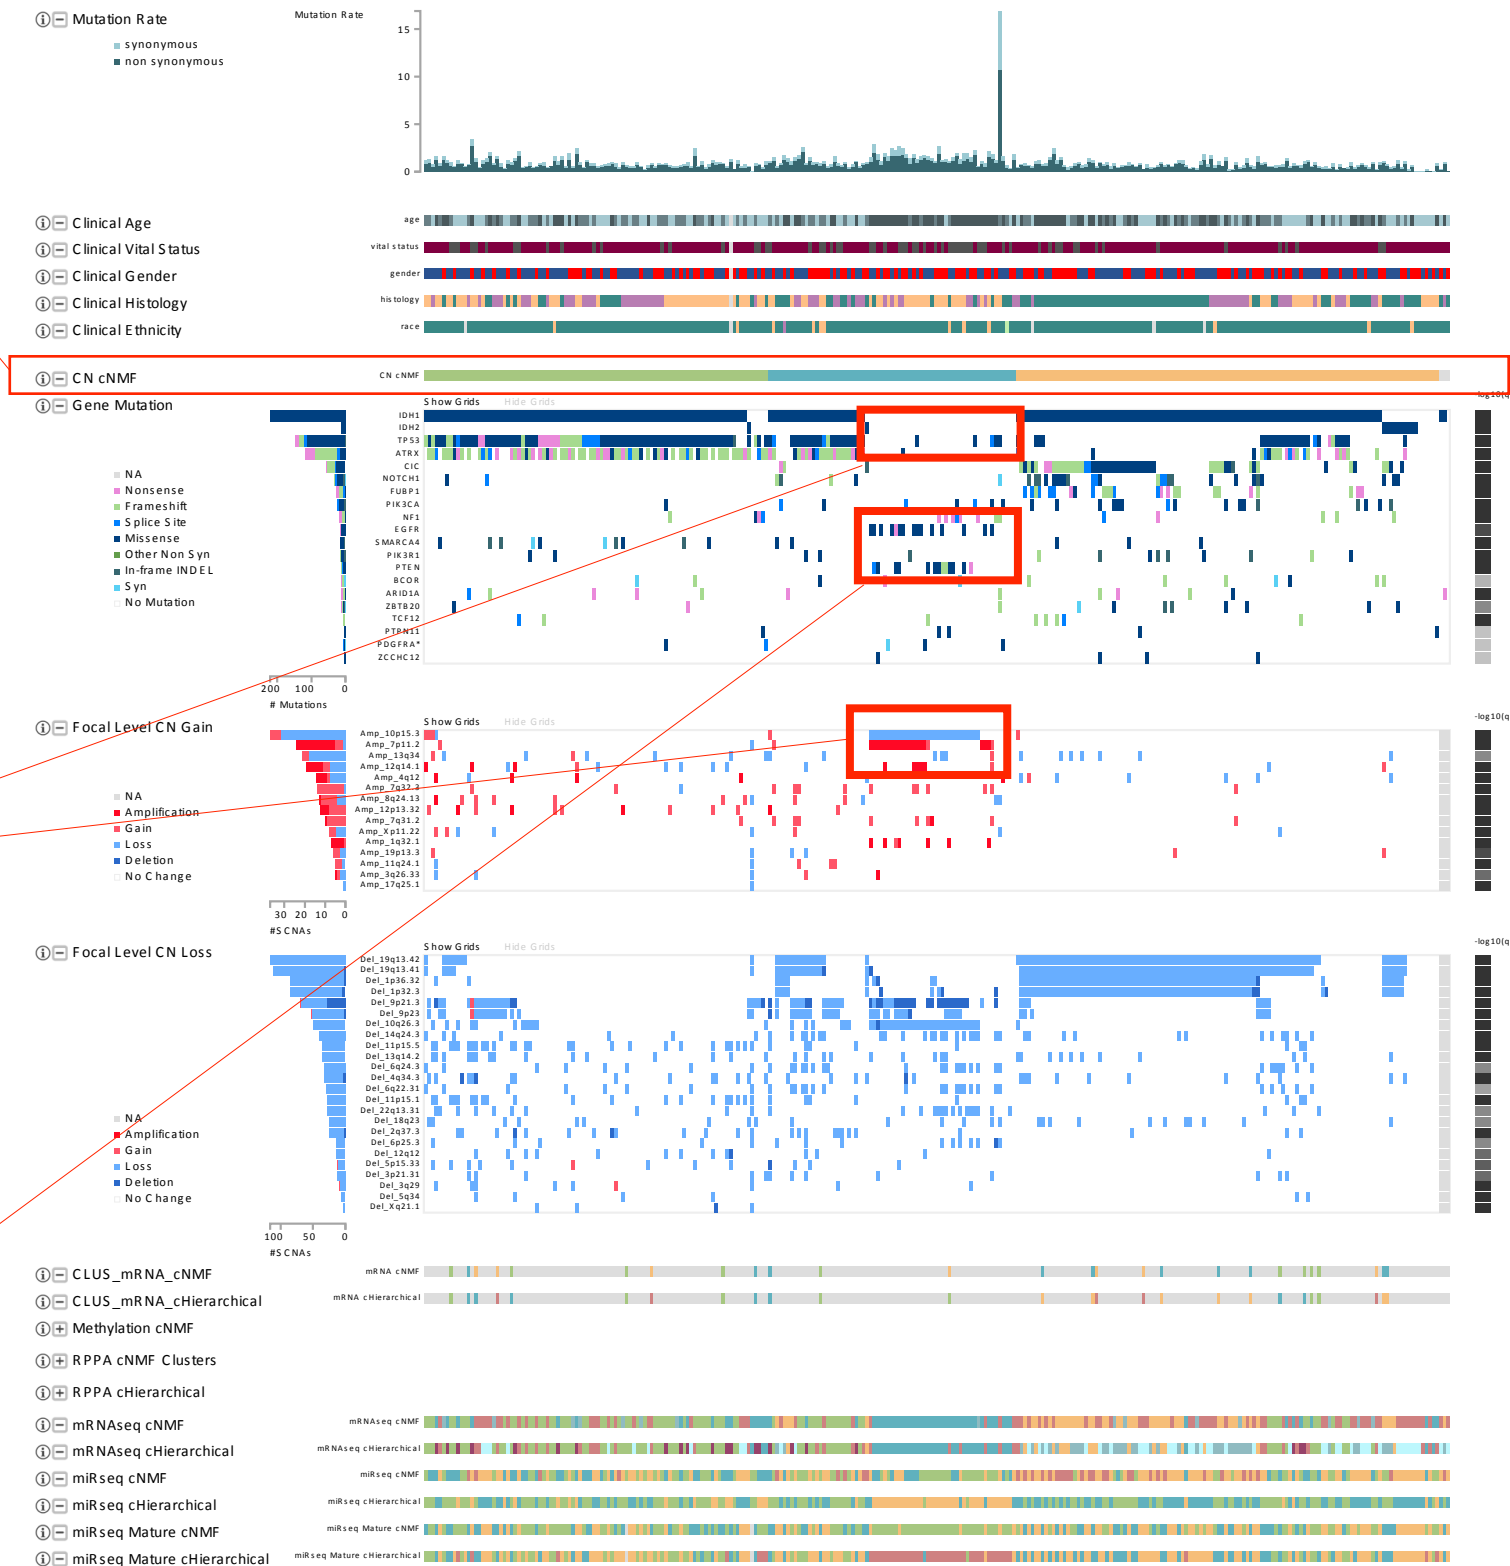 Mutation Rate
synonymous
non synonymous
Mutation Rate
15
10
5
0
Clinical Age
age
Clinical Vital Status
vital status
Clinical Gender
gender
Clinical Histology
histology
Clinical Ethnicity
race
CN cNMF
CN cNMF
-log10(q
Gene Mutation
Show Grids Hide Grids
NA
Nonsense
Frameshift
Splice Site
Missense
Other Non Syn
In-frame INDEL
Syn
No Mutation
IDH1
IDH2
TP53
ATRX
CIC
NOTCH1
FUBP1
PIK3CA
NF1
EGFR
SMARCA4
PIK3R1
PTEN
BCOR
ARID1A
ZBTB20
TCF12
PTPN11
PDGFRA*
ZCCHC12
200 100 0
# Mutations
Focal Level CN Gain
Show Grids Hide Grids
-log10(q
NA
Amplification
Gain
Loss
Deletion
No Change
Amp_10p15.3
Amp_7p11.2
Amp_13q34
Amp_12q14.1
Amp_4q12
Amp_7q32.3
Amp_8q24.13
Amp_12p13.32
Amp_7q31.2
Amp_Xp11.22
Amp_1q32.1
Amp_19p13.3
Amp_11q24.1
Amp_3q26.33
Amp_17q25.1
30 20 10 0
#SCNAs
Focal Level CN Loss
Show Grids Hide Grids
-log10(q
NA
Amplification
Gain
Loss
Deletion
No Change
Del_19q13.42
Del_19q13.41
Del_1p36.32
Del_1p32.3
Del_9p21.3
Del_9p23
Del_10q26.3
Del_14q24.3
Del_11p15.5
Del_13q14.2
Del_6q24.3
Del_4q34.3
Del_6q22.31
Del_11p15.1
Del_22q13.31
Del_18q23
Del_2q37.3
Del_6p25.3
Del_12q12
Del_5p15.33
Del_3p21.31
Del_3q29
Del_5q34
Del_Xq21.1
100 50 0
#SCNAs
CLUS_mRNA_cNMF
mRNA cNMF
CLUS_mRNA_cHierarchical
mRNA cHierarchical
Methylation cNMF
RPPA cNMF Clusters
RPPA cHierarchical
mRNAseq cNMF
mRNAseq cNMF
mRNAseq cHierarchical
mRNAseq cHierarchical
miRseq cNMF
miRseq cNMF
miRseq cHierarchical
miRseq cHierarchical
miRseq Mature cNMF
miRseq Mature cNMF
miRseq Mature cHierarchical
miRseq Mature cHierarchical